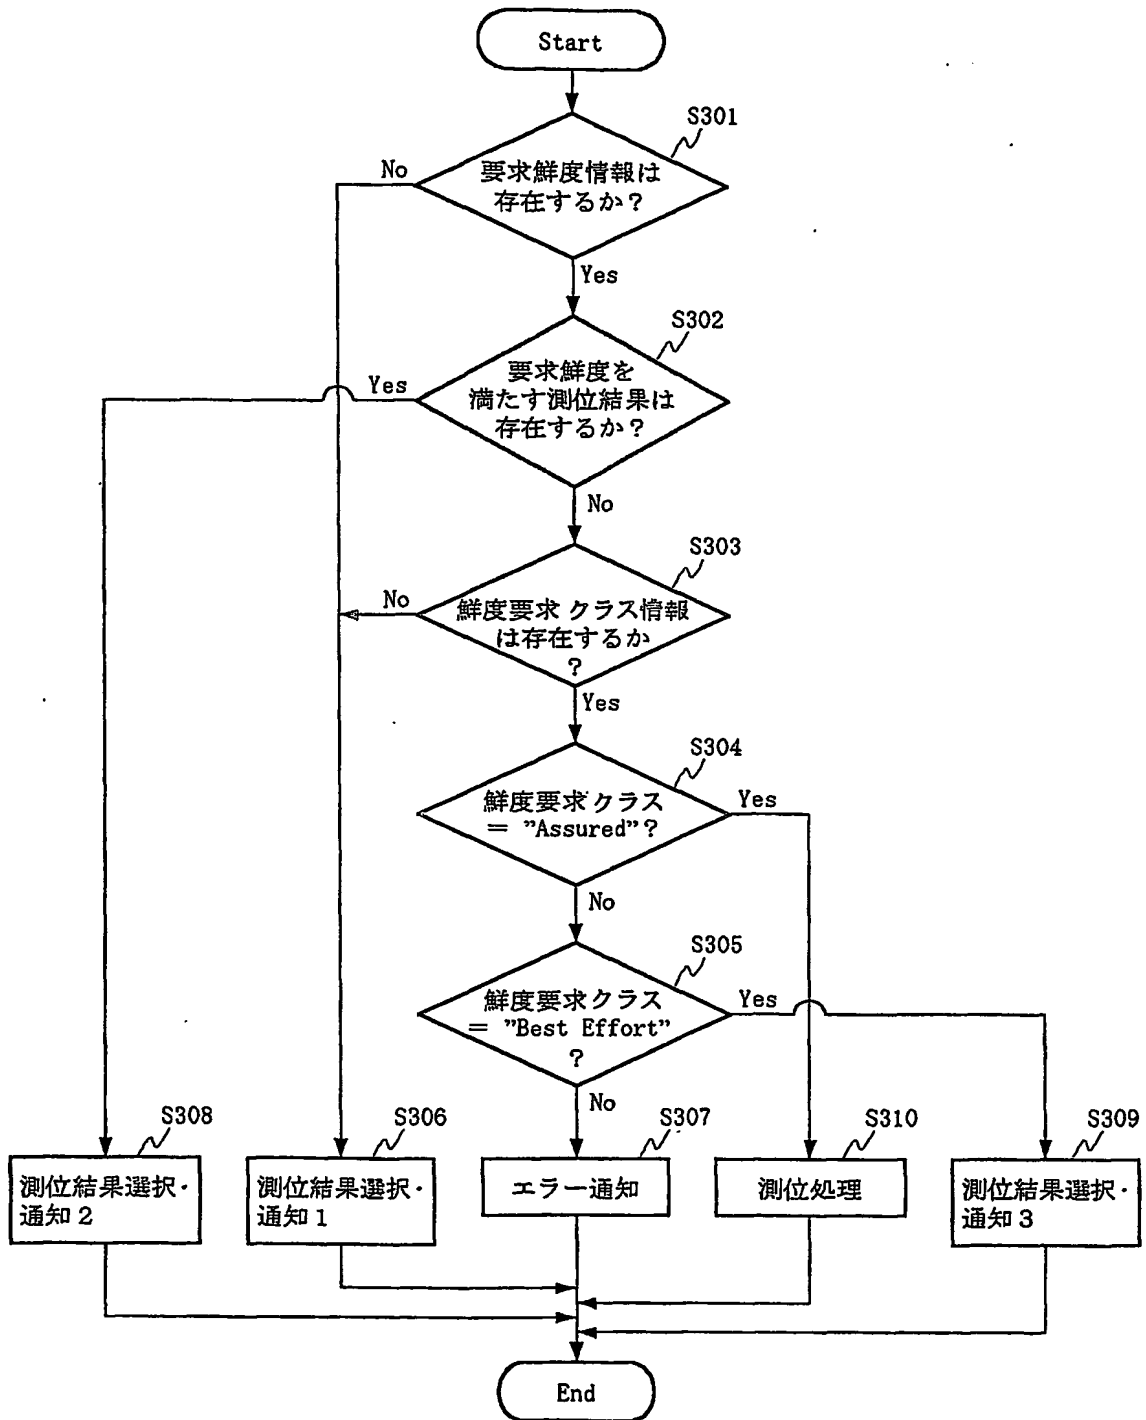 Start
S301
要求鮮度情報は
存在するか？
No
Yes
S302
要求鮮度を
満たす測位結果は
存在するか？
Yes
No
S303
鮮度要求 クラス情報
は存在するか
？
No
Yes
S304
鮮度要求 クラス
＝ ”Assured”？
Yes
No
S305
鮮度要求クラス
＝ ”Best Effort”
？
Yes
No
S308
測位結果選択・
通知２
S306
測位結果選択・
通知１
S307
エラー通知
S310
測位処理
S309
測位結果選択・
通知３
End